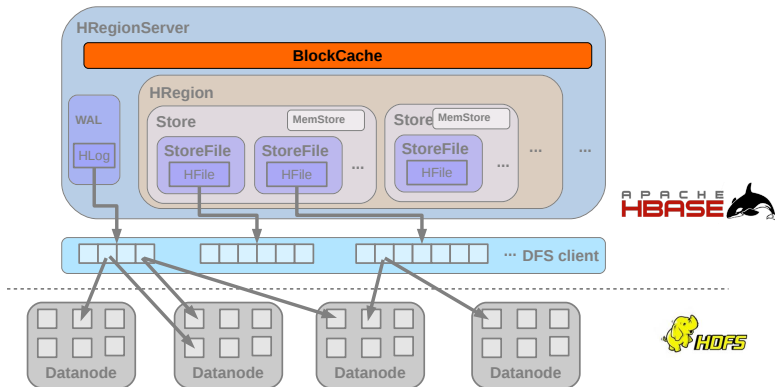 HRegionServer
BlockCache
HRegion
WAL
HLog
Store
MemStore
StoreFile
HFile
StoreFile
HFile
...
Store
MemStore
StoreFile
HFile
...
...
...
APACHE
HBASE
... DFS client
Datanode
Datanode
Datanode
Datanode
HDFS